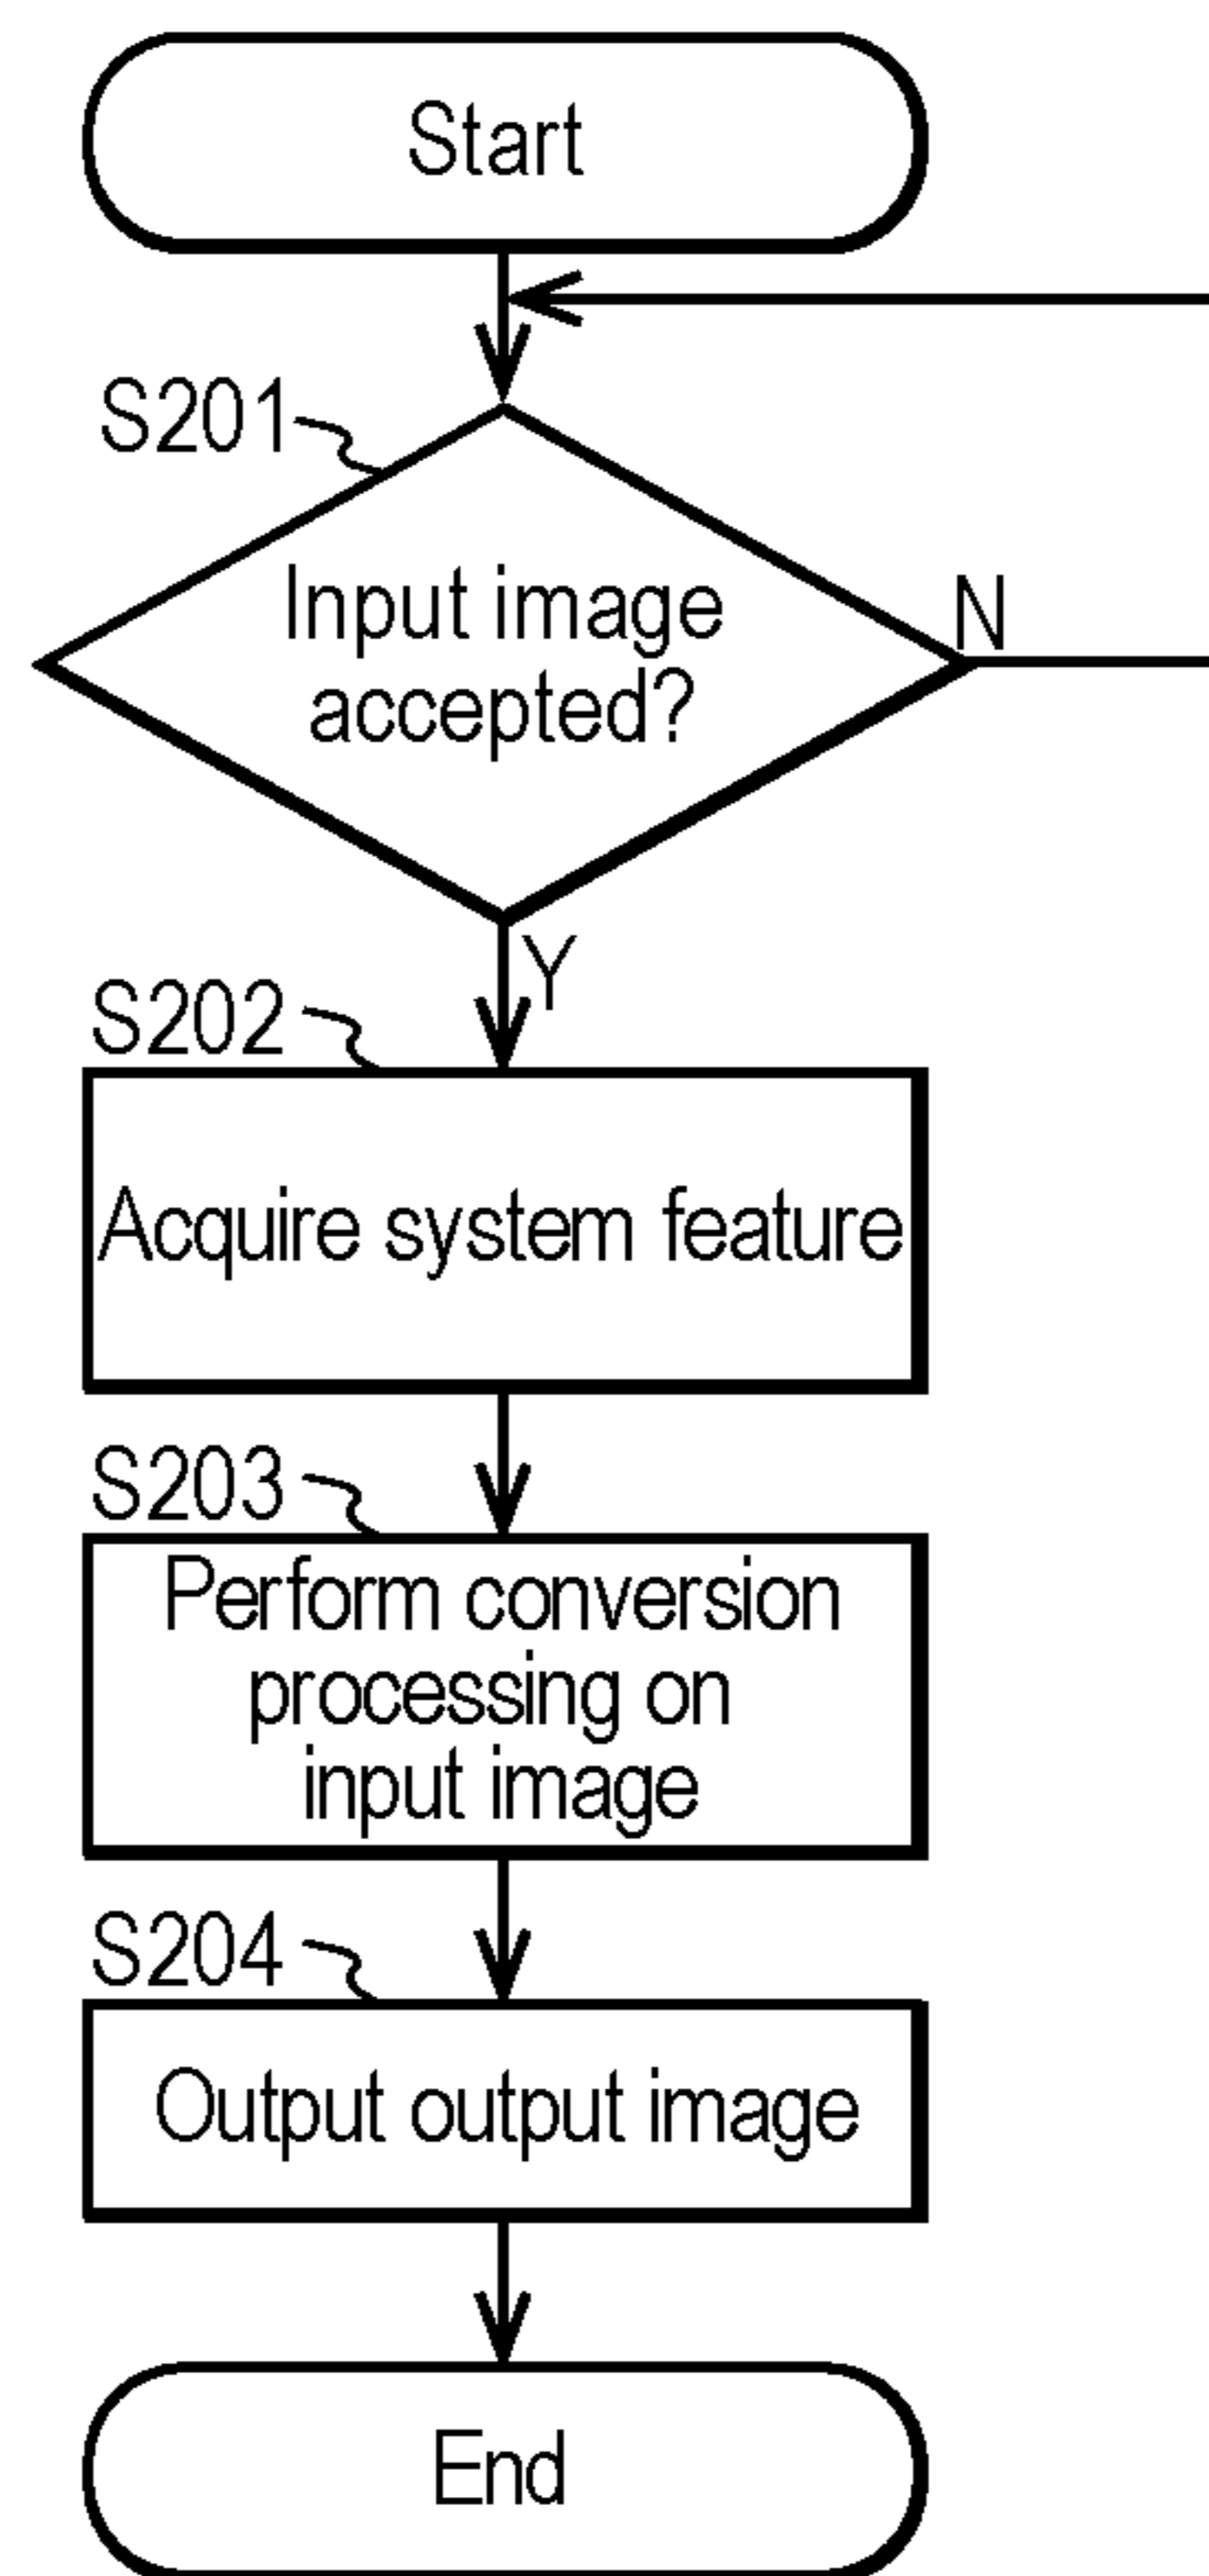 Start
S201
Input image
accepted?
N
Y
S202
Acquire system feature
S203
Perform conversion
processing on
input image
S204
Output output image
End